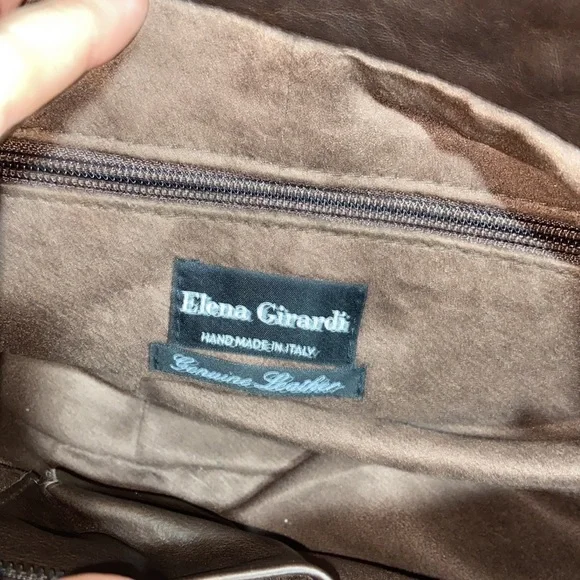 Elena Girardi
HAND MADE IN ITALY
Genuine Leather